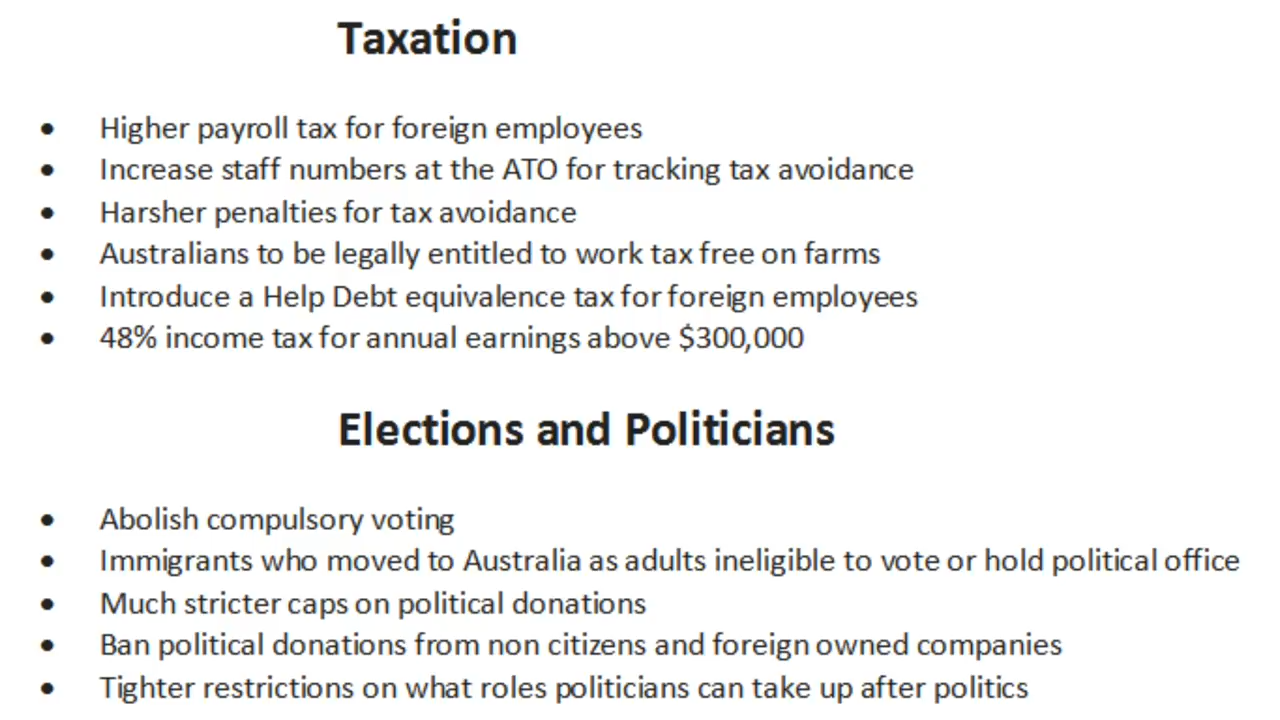 Taxation
• Higher payroll tax for foreign employees
• Increase staff numbers at the ATO for tracking tax avoidance
• Harsher penalties for tax avoidance
• Australians to be legally entitled to work tax free on farms
• Introduce a Help Debt equivalence tax for foreign employees
• 48% income tax for annual earnings above $300,000
Elections and Politicians
• Abolish compulsory voting
• Immigrants who moved to Australia as adults ineligible to vote or hold political office
• Much stricter caps on political donations
• Ban political donations from non citizens and foreign owned companies
• Tighter restrictions on what roles politicians can take up after politics